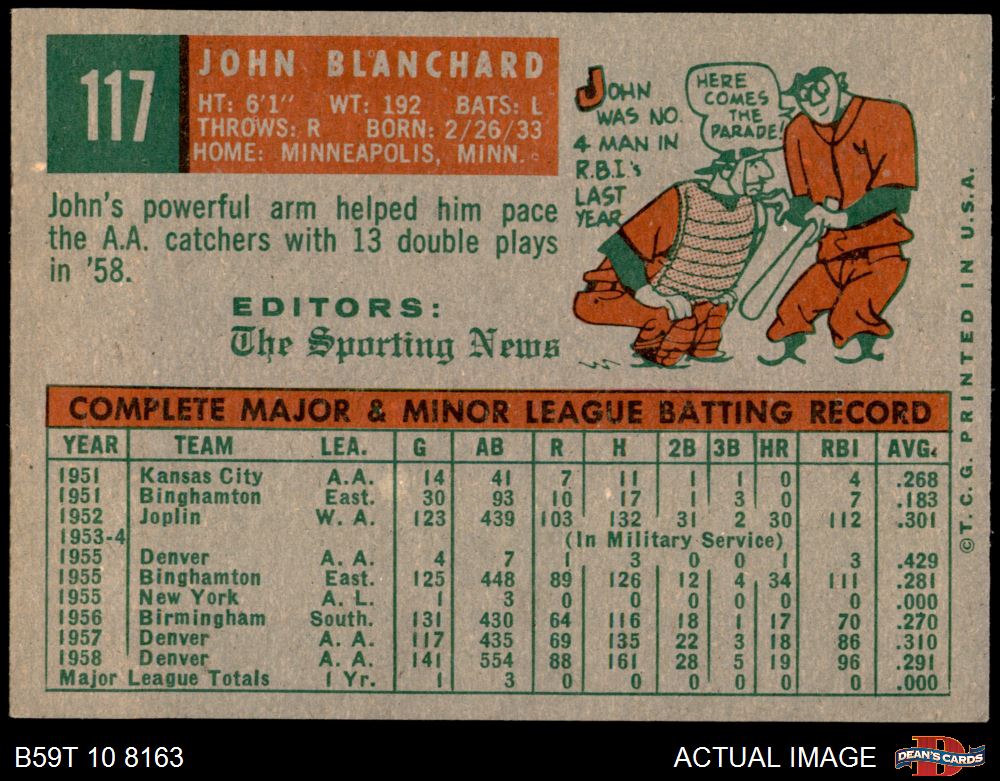 117
JOHN BLANCHARD
HT: 6'1" WT: 192 BATS: L
THROWS: R BORN: 2/26/33
HOME: MINNEAPOLIS, MINN.
John's powerful arm helped him pace
the A.A. catchers with 13 double plays
in '58.
EDITORS:
The Sporting News
JOHN
WAS NO.
4 MAN IN
R.B.I.'s
LAST
YEAR
HERE
COMES
THE
PARADE!
COMPLETE MAJOR & MINOR LEAGUE BATTING RECORD
YEAR TEAM LEA. G AB R H 2B 3B HR RBI AVG.
1951 Kansas City A.A. 14 41 7 11 1 1 0 4 .268
1951 Binghamton East. 30 93 10 17 1 3 0 7 .183
1952 Joplin W. A. 123 439 103 132 31 2 30 112 .301
1953-4 (In Military Service)
1955 Denver A. A. 4 7 1 3 0 0 1 3 .429
1955 Binghamton East. 125 448 89 126 12 4 34 111 .281
1955 New York A. L. 1 3 0 0 0 0 0 0 .000
1956 Birmingham South. 131 430 64 116 18 1 17 70 .270
1957 Denver A. A. 117 435 69 135 22 3 18 86 .310
1958 Denver A. A. 141 554 88 161 28 5 19 96 .291
Major League Totals 1 Yr. 1 3 0 0 0 0 0 0 .000
©T.C.G. PRINTED IN U.S.A.
B59T 10 8163
ACTUAL IMAGE
D
DEAN'S CARDS